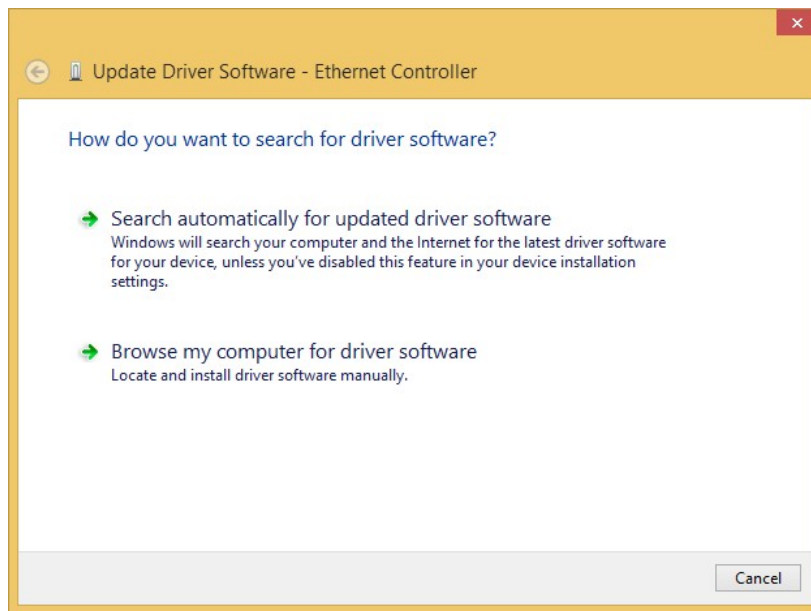 Update Driver Software - Ethernet Controller
How do you want to search for driver software?
Search automatically for updated driver software
Windows will search your computer and the Internet for the latest driver software
for your device, unless you've disabled this feature in your device installation
settings.
Browse my computer for driver software
Locate and install driver software manually.
Cancel